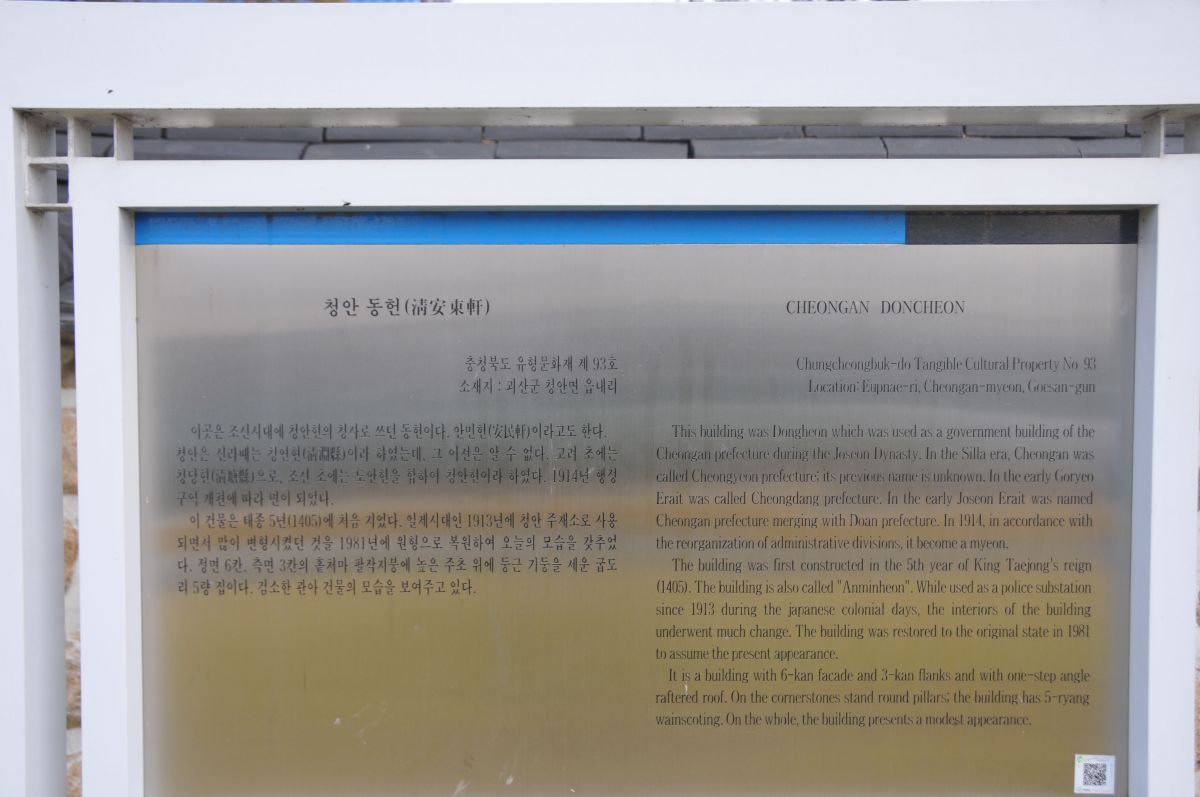 청안 동헌(淸安東軒)
충청북도 유형문화재 제 93호
소재지 : 괴산군 청안면 읍내리
이곳은 조선시대에 청안현의 청사로 쓰던 동헌이다. 안민헌(安民軒)이라고도 한다.
청안은 신라때는 청연현(淸淵縣)이라 하였는데, 그 이전은 알 수 없다. 고려 초에는
청당현(淸塘縣)으로, 조선 초에는 도안현을 합하여 청안현이라 하였다. 1914년 행정
구역 개편에 따라 면이 되었다.
이 건물은 태종 5년(1405)에 처음 지었다. 일제시대인 1913년에 청안 주재소로 사용
되면서 많이 변형시켰던 것을 1981년에 원형으로 복원하여 오늘의 모습을 갖추었
다. 정면 6칸, 측면 3칸의 홑처마 팔작지붕에 높은 주초 위에 둥근 기둥을 세운 굽도
리 5량 집이다. 검소한 관아 건물의 모습을 보여주고 있다.
CHEONGAN DONCHEON
Chungcheongbuk-do Tangible Cultural Property No 93
Location: Eupnae-ri, Cheongan-myeon, Goesan-gun
This building was Dongheon which was used as a government building of the
Cheongan prefecture during the Joseon Dynasty. In the Silla era, Cheongan was
called Cheongyeon prefecture; its previous name is unknown. In the early Goryeo
Erait was called Cheongdang prefecture. In the early Joseon Erait was named
Cheongan prefecture merging with Doan prefecture. In 1914, in accordance with
the reorganization of administrative divisions, it become a myeon.
The building was first constructed in the 5th year of King Taejong's reign
(1405). The building is also called "Anminheon". While used as a police substation
since 1913 during the japanese colonial days, the interiors of the building
underwent much change. The building was restored to the original state in 1981
to assume the present appearance.
It is a building with 6-kan facade and 3-kan flanks and with one-step angle
raftered roof. On the cornerstones stand round pillars; the building has 5-ryang
wainscoting. On the whole, the building presents a modest appearance.